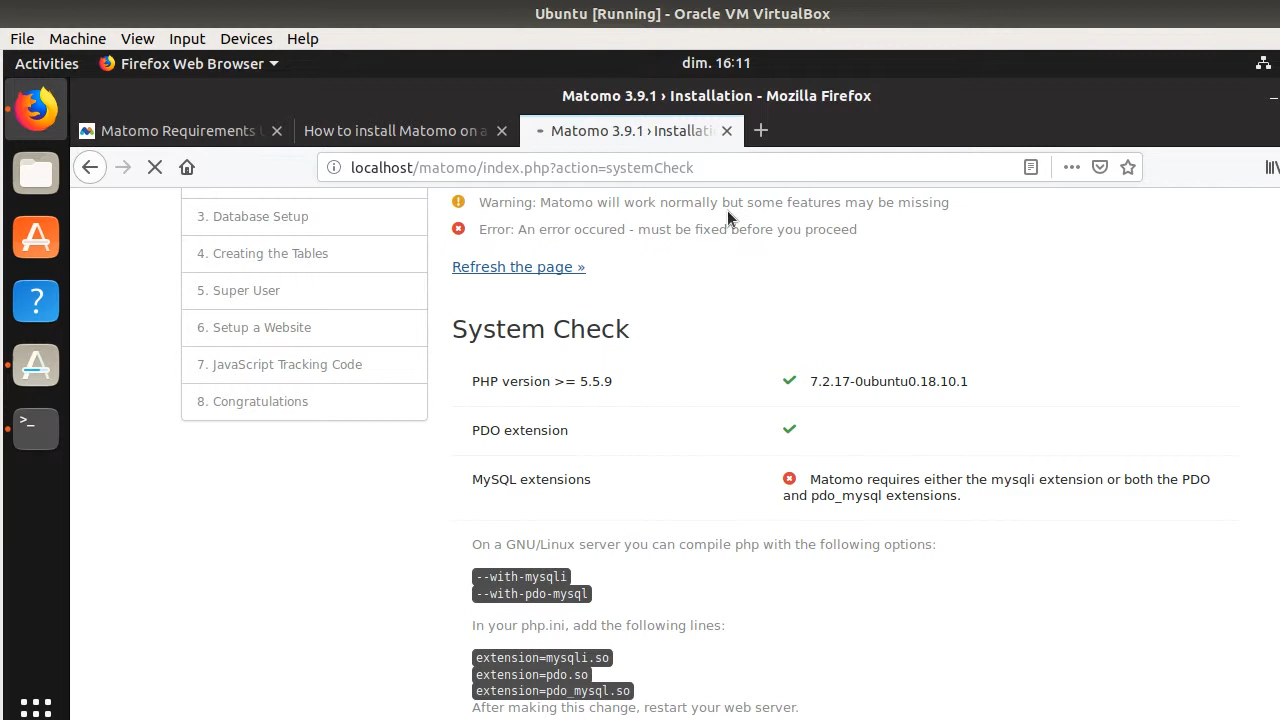 Ubuntu [Running] - Oracle VM VirtualBox
File Machine View Input Devices Help
Activities Firefox Web Browser dim. 16:11
Matomo 3.9.1 › Installation - Mozilla Firefox
Matomo Requirements How to install Matomo on a Matomo 3.9.1 › Installati
localhost/matomo/index.php?action=systemCheck
Warning: Matomo will work normally but some features may be missing
3. Database Setup
Error: An error occured - must be fixed before you proceed
4. Creating the Tables
Refresh the page »
5. Super User
6. Setup a Website
System Check
7. JavaScript Tracking Code
PHP version >= 5.5.9 7.2.17-0ubuntu0.18.10.1
8. Congratulations
PDO extension
MySQL extensions Matomo requires either the mysqli extension or both the PDO
and pdo_mysql extensions.
On a GNU/Linux server you can compile php with the following options:
--with-mysqli
--with-pdo-mysql
In your php.ini, add the following lines:
extension=mysqli.so
extension=pdo.so
extension=pdo_mysql.so
After making this change, restart your web server.